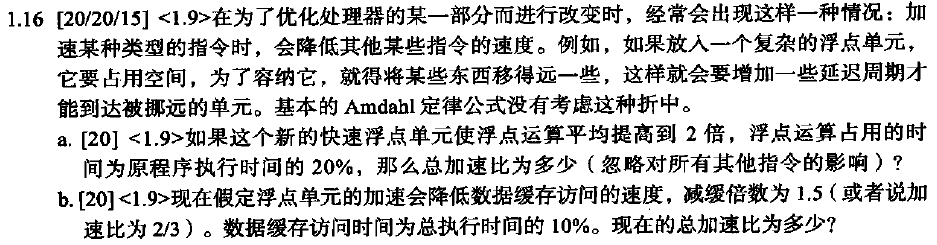 1.16 [20/20/15] <1.9>在为了优化处理器的某一部分而进行改变时，经常会出现这样一种情况：加
速某种类型的指令时，会降低其他某些指令的速度。例如，如果放入一个复杂的浮点单元，
它要占用空间，为了容纳它，就得将某些东西移得远一些，这样就会要增加一些延迟周期才
能到达被挪远的单元。基本的 Amdahl 定律公式没有考虑这种折中。
a. [20] <1.9>如果这个新的快速浮点单元使浮点运算平均提高到 2 倍，浮点运算占用的时
间为原程序执行时间的 20%，那么总加速比为多少（忽略对所有其他指令的影响）？
b. [20] <1.9>现在假定浮点单元的加速会降低数据缓存访问的速度，减缓倍数为 1.5（或者说加
速比为 2/3）。数据缓存访问时间为总执行时间的 10%。现在的总加速比为多少？